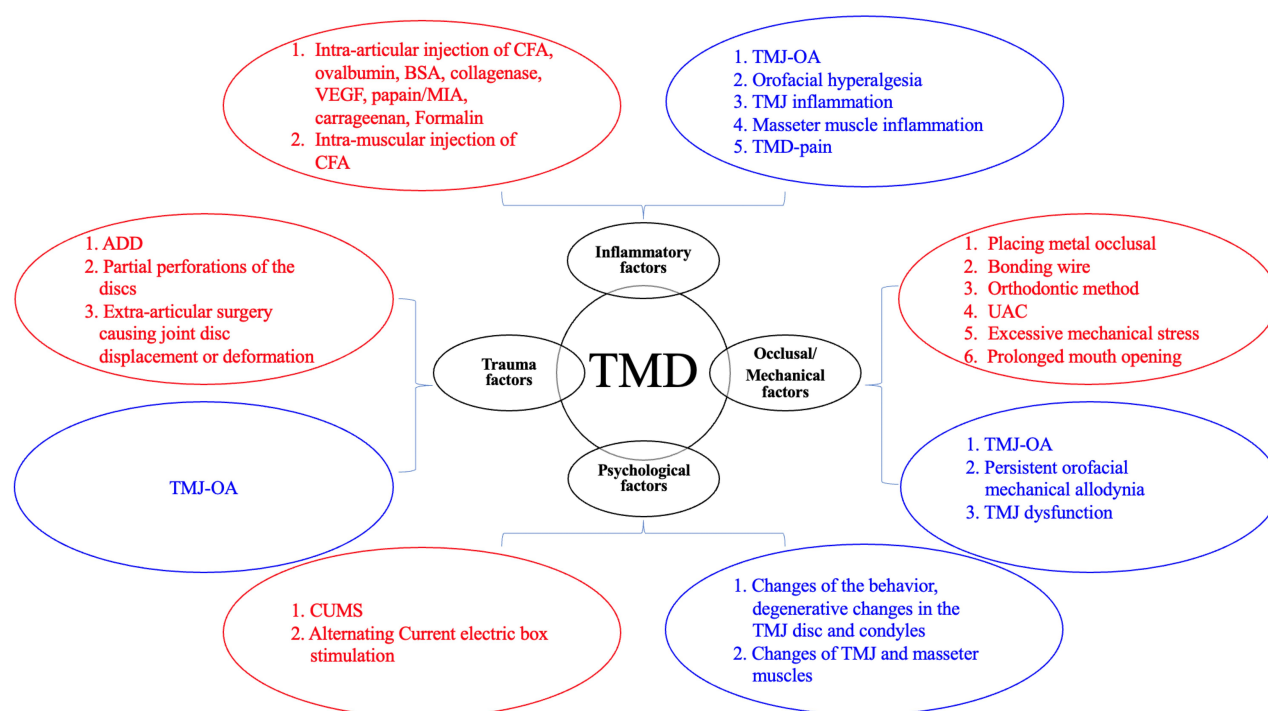 1. Intra-articular injection of CFA,
ovalbumin, BSA, collagenase,
VEGF, papain/MIA,
carrageenan, Formalin
2. Intra-muscular injection of
CFA
1. TMJ-OA
2. Orofacial hyperalgesia
3. TMJ inflammation
4. Masseter muscle inflammation
5. TMD-pain
1. ADD
2. Partial perforations of the
discs
3. Extra-articular surgery
causing joint disc
displacement or deformation
Inflammatory
factors
1. Placing metal occlusal
2. Bonding wire
3. Orthodontic method
4. UAC
5. Excessive mechanical stress
6. Prolonged mouth opening
Trauma
factors
TMD
Occlusal/
Mechanical
factors
TMJ-OA
Psychological
factors
1. TMJ-OA
2. Persistent orofacial
mechanical allodynia
3. TMJ dysfunction
1. CUMS
2. Alternating Current electric box
stimulation
1. Changes of the behavior,
degenerative changes in the
TMJ disc and condyles
2. Changes of TMJ and masseter
muscles